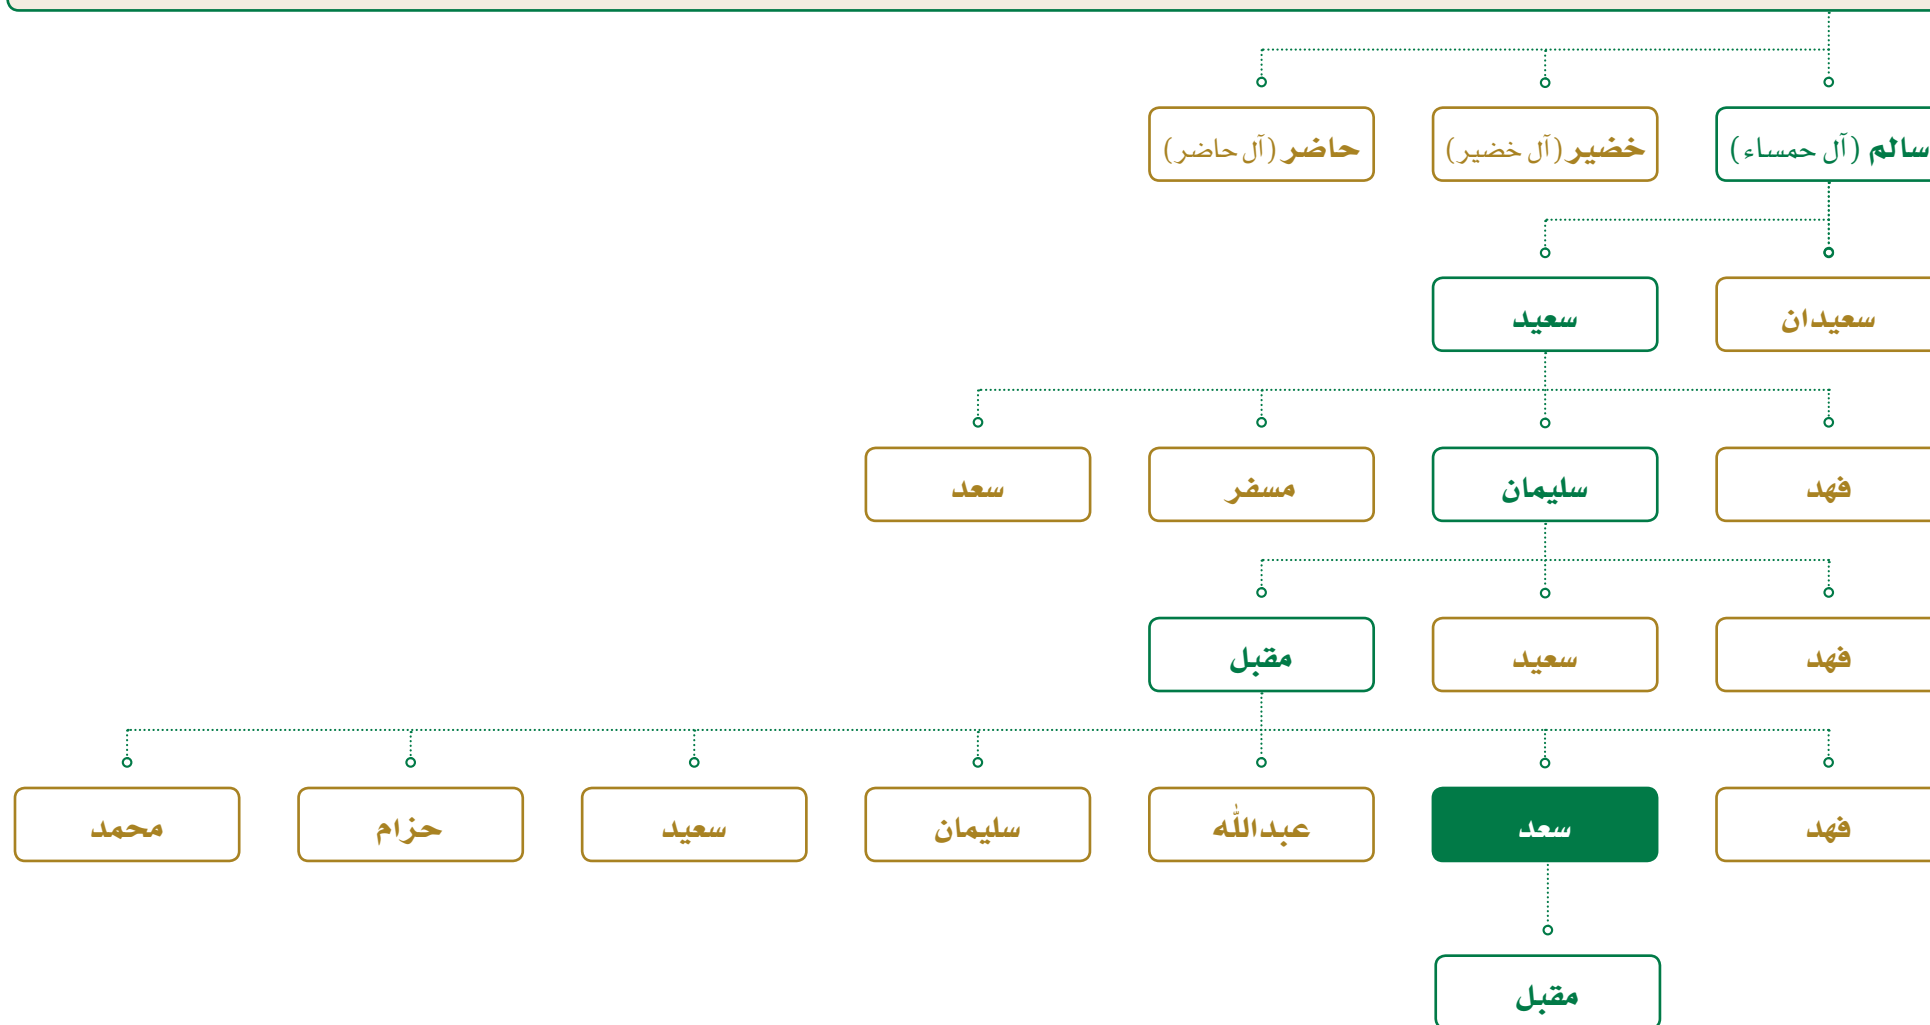 سالم (آل حمساء)
خضير (آل خضير)
حاضر (آل حاضر)
سعيدان
سعيد
فهد
سليمان
مسفر
سعد
فهد
سعيد
مقبل
فهد
سعد
عبدالله
سليمان
سعيد
حزام
محمد
مقبل